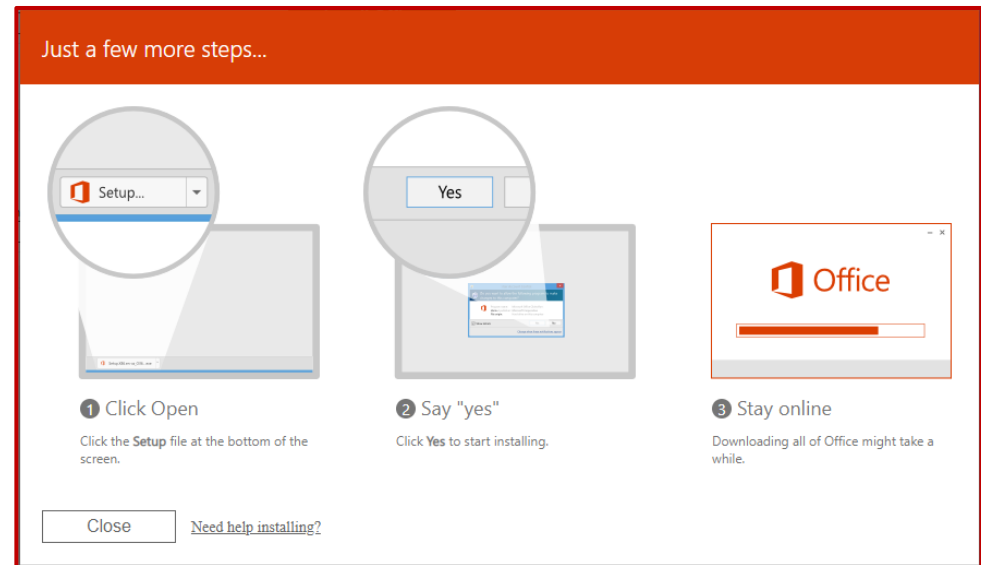 Just a few more steps...
Setup...
Yes
Office
1 Click Open
Click the Setup file at the bottom of the
screen.
2 Say "yes"
Click Yes to start installing.
3 Stay online
Downloading all of Office might take a
while.
Close
Need help installing?